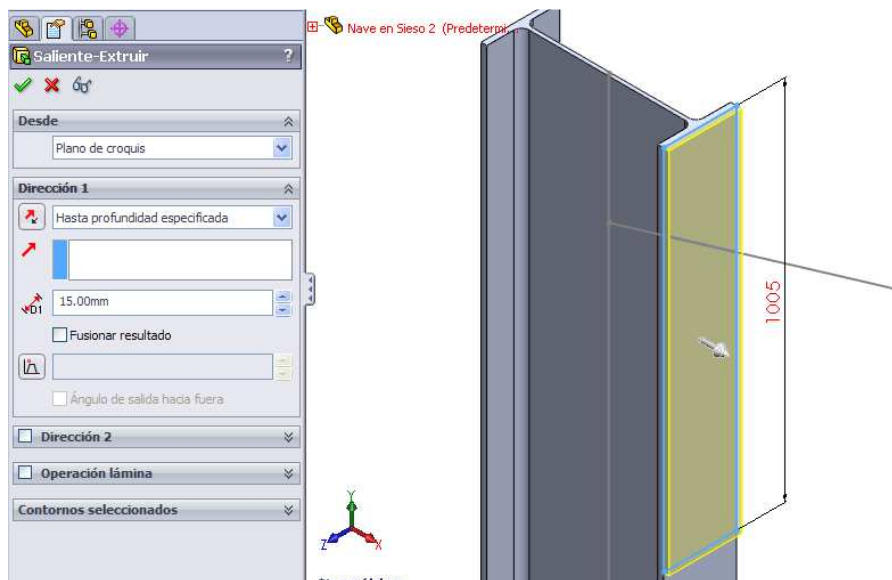 Saliente-Extruir ?
Desde
Plano de croquis
Dirección 1
Hasta profundidad especificada
D1
15.00mm
Fusionar resultado
Ángulo de salida hacia fuera
Dirección 2
Operación lámina
Contornos seleccionados
Nave en Sieso 2 (Predetermi...
1005
Y
Z
X